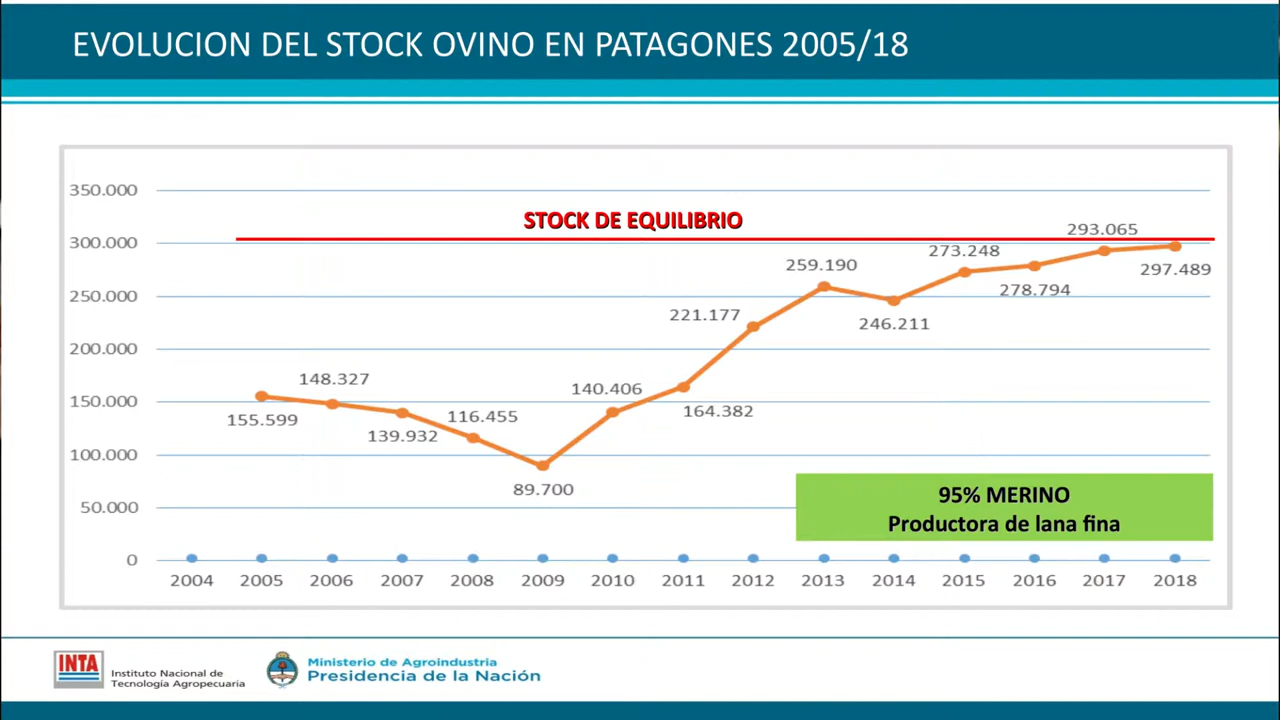 EVOLUCION DEL STOCK OVINO EN PATAGONES 2005/18
350.000
STOCK DE EQUILIBRIO
300.000
293.065
273.248
259.190
297.489
278.794
250.000
221.177
246.211
200.000
148.327
140.406
150.000
155.599
116.455
164.382
139.932
100.000
89.700
95% MERINO
Productora de lana fina
50.000
0
2004 2005 2006 2007 2008 2009 2010 2011 2012 2013 2014 2015 2016 2017 2018
INTA
Instituto Nacional de
Tecnología Agropecuaria
Ministerio de Agroindustria
Presidencia de la Nación